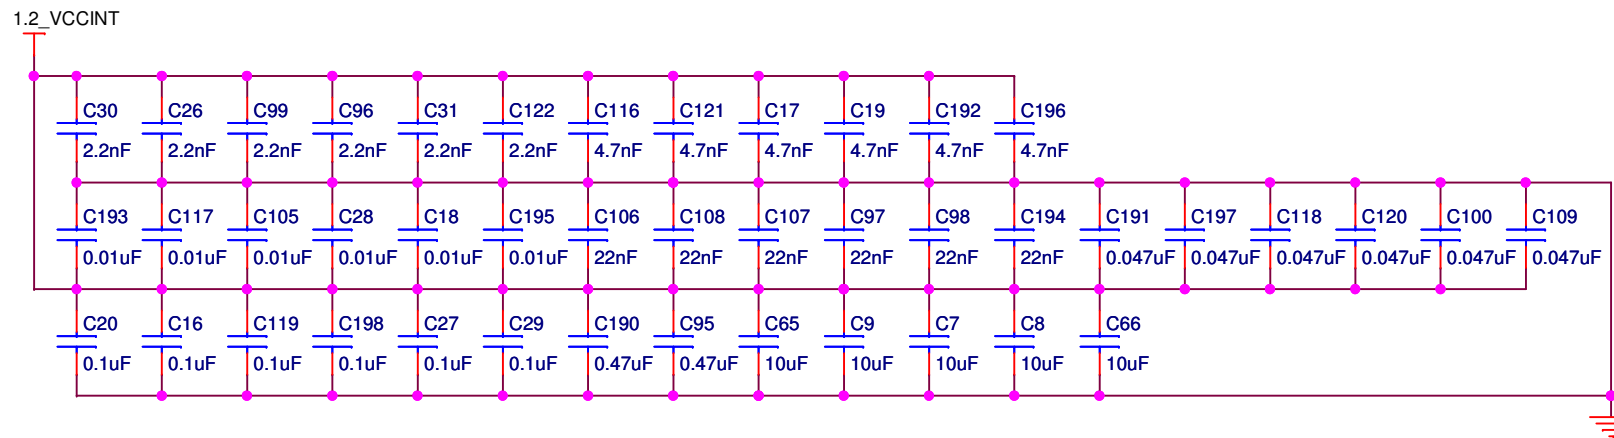 1.2_VCCINT
C30 C26 C99 C96 C31 C122 C116 C121 C17 C19 C192 C196
2.2nF 2.2nF 2.2nF 2.2nF 2.2nF 2.2nF 4.7nF 4.7nF 4.7nF 4.7nF 4.7nF 4.7nF
C193 C117 C105 C28 C18 C195 C106 C108 C107 C97 C98 C194 C191 C197 C118 C120 C100 C109
0.01uF 0.01uF 0.01uF 0.01uF 0.01uF 0.01uF 22nF 22nF 22nF 22nF 22nF 22nF 0.047uF 0.047uF 0.047uF 0.047uF 0.047uF 0.047uF
C20 C16 C119 C198 C27 C29 C190 C95 C65 C9 C7 C8 C66
0.1uF 0.1uF 0.1uF 0.1uF 0.1uF 0.1uF 0.47uF 0.47uF 10uF 10uF 10uF 10uF 10uF